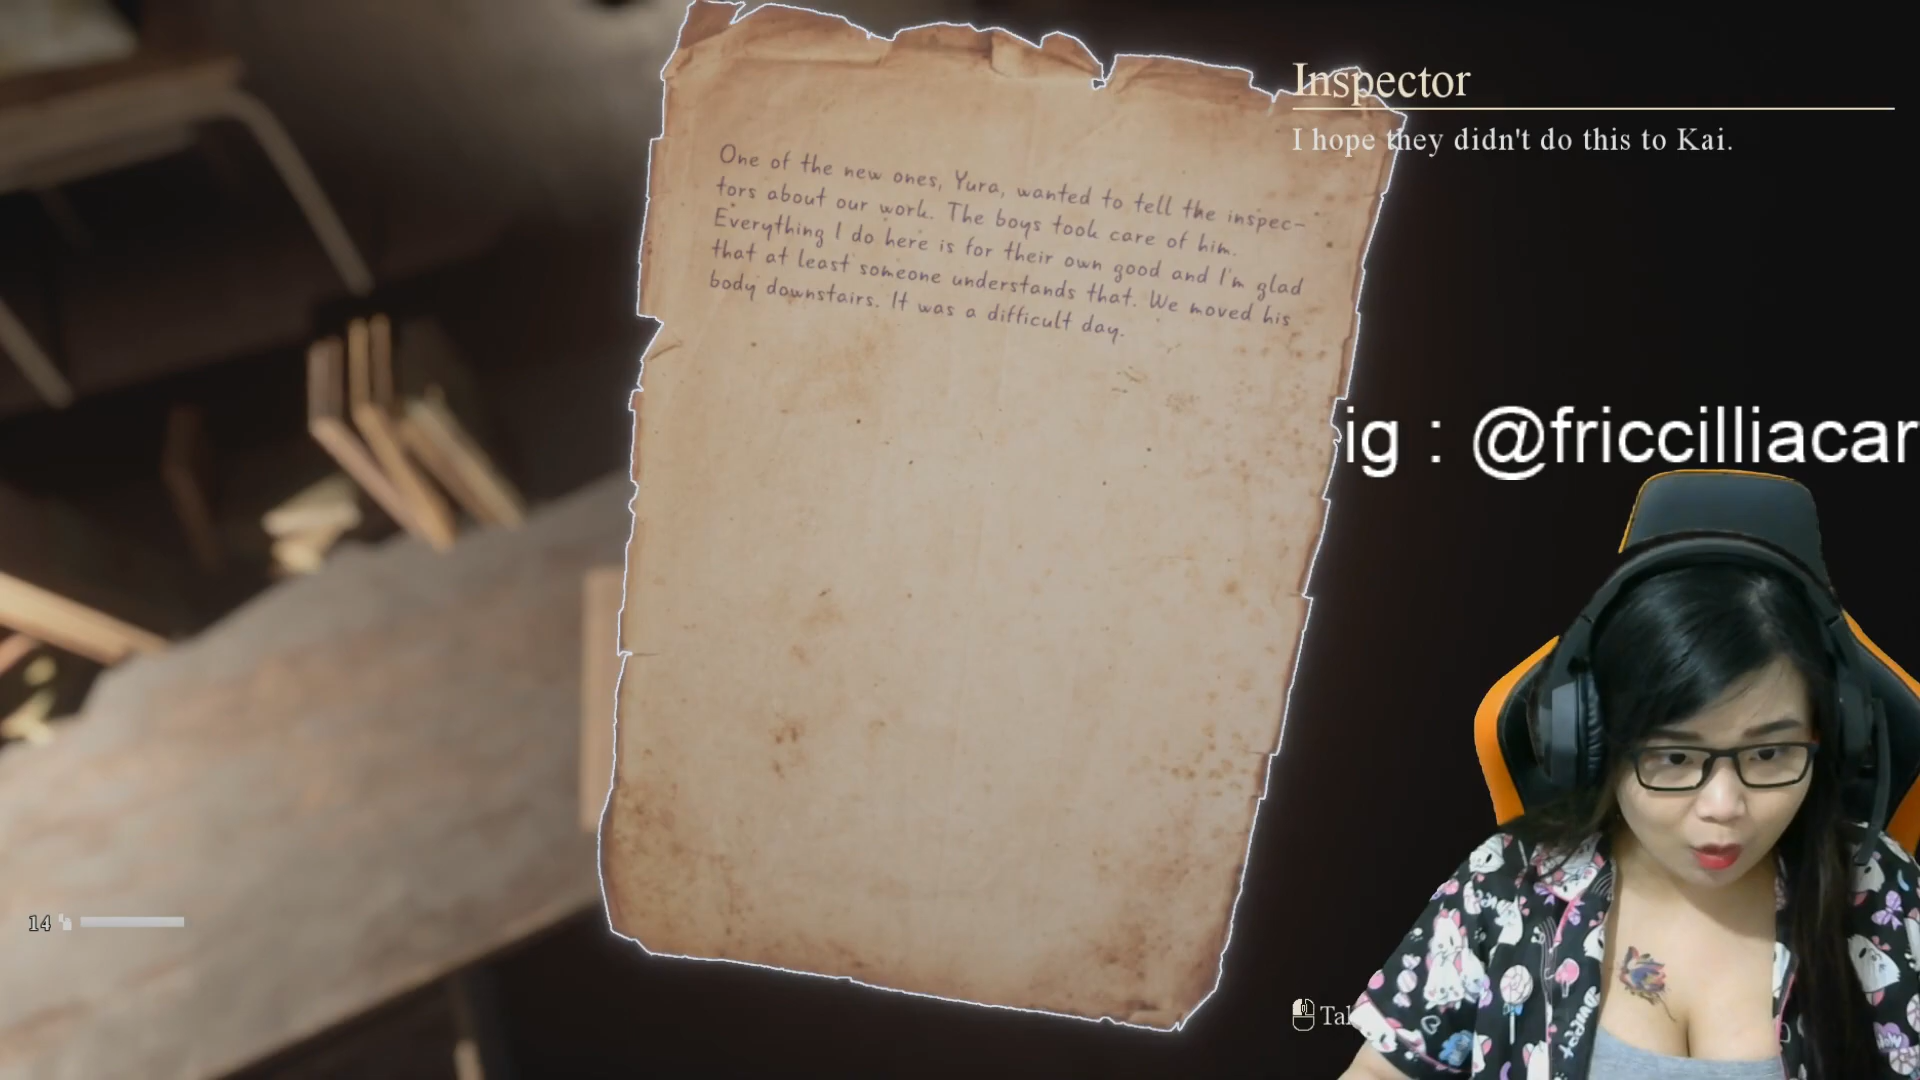 Inspector
I hope they didn't do this to Kai.
One of the new ones, Yura, wanted to tell the inspec-
tors about our work. The boys took care of him.
Everything I do here is for their own good and I'm glad
that at least someone understands that. We moved his
body downstairs. It was a difficult day.
ig : @friccilliacar
14